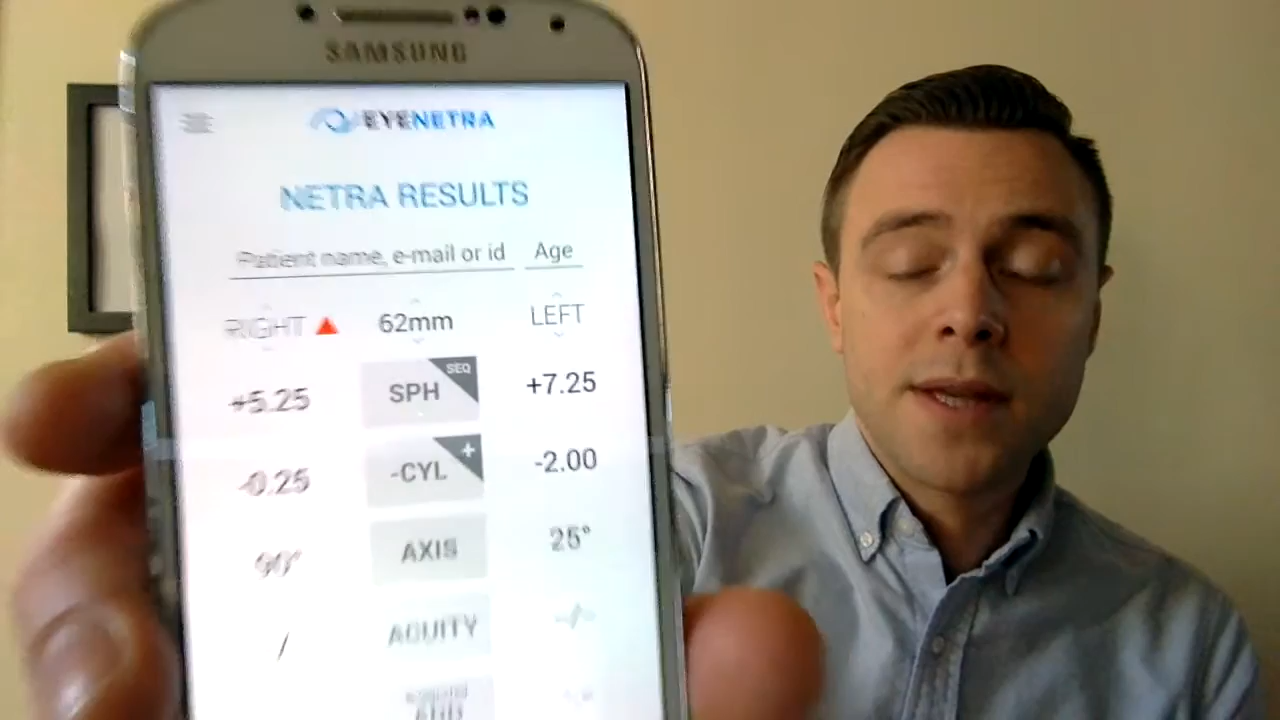 SAMSUNG
EYENETRA
NETRA RESULTS
Patient name, e-mail or id Age
RIGHT 62mm LEFT
+5.25 SPH SEQ +7.25
-0.25 -CYL + -2.00
90° AXIS 25°
/ ACUITY
ADD